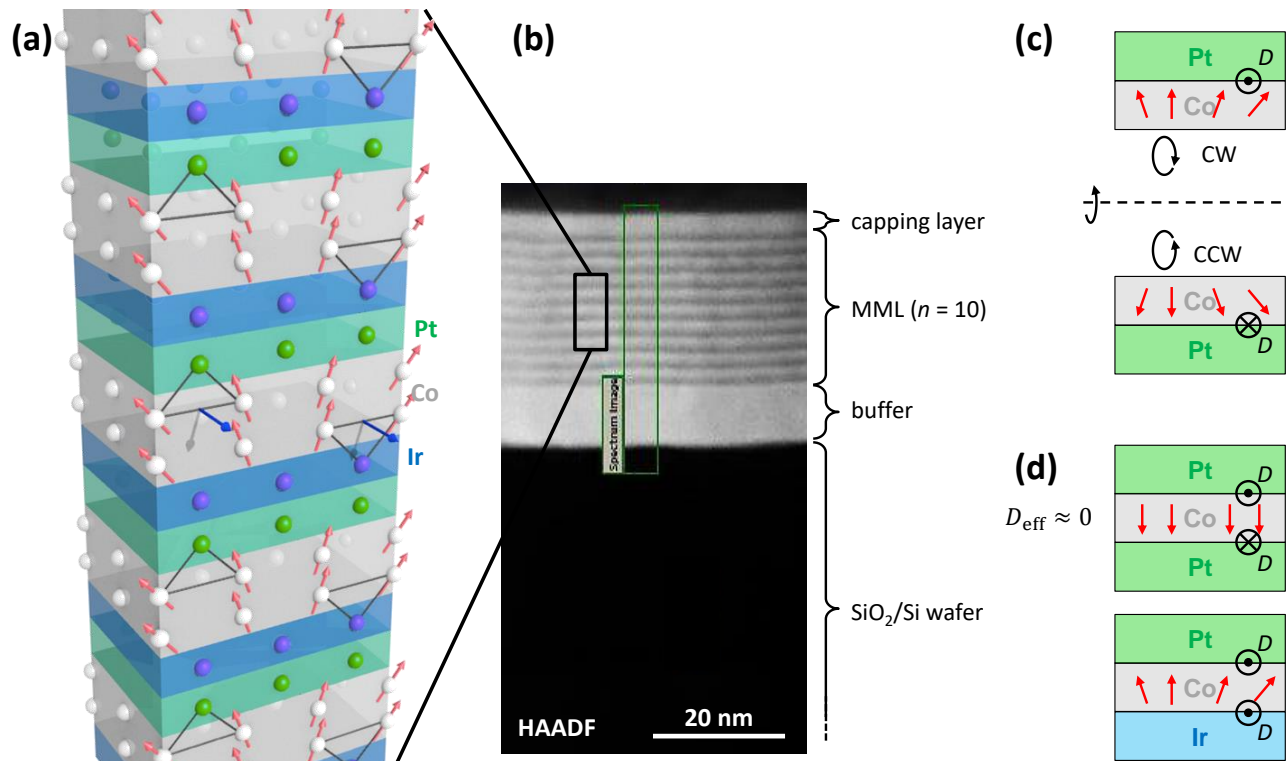 (a)
Pt
Co
Ir
(b)
Spectrum Image
HAADF
20 nm
capping layer
MML (n = 10)
buffer
SiO₂/Si wafer
(c)
Pt
D
Co
CW
CCW
Co
D
Pt
(d)
D_eff ≈ 0
Pt
D
Co
D
Pt
Pt
D
Co
D
Ir